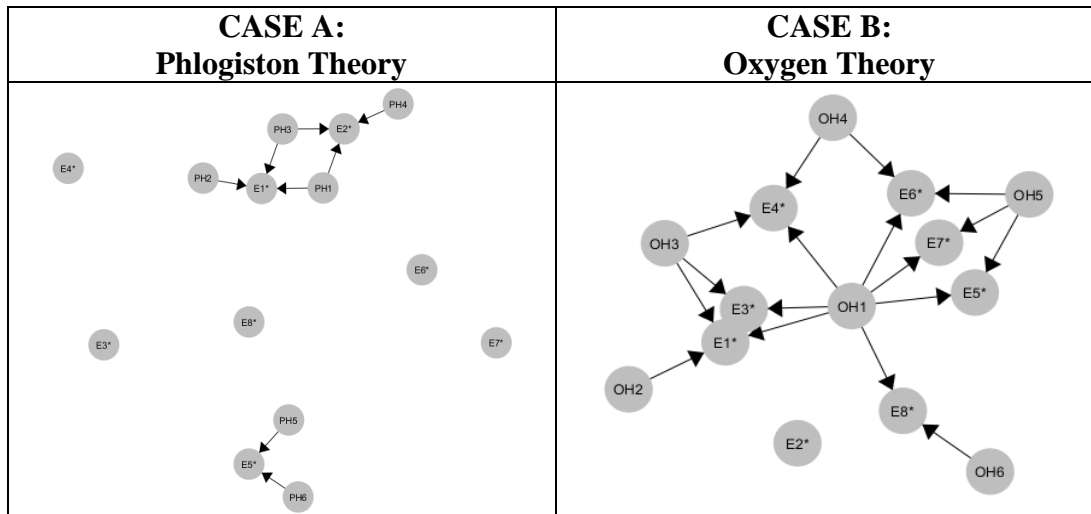 CASE A:
Phlogiston Theory
PH4
PH3
E2*
E4*
PH2
E1*
PH1
E6*
E8*
E3*
E7*
PH5
E5*
PH6
CASE B:
Oxygen Theory
OH4
E6*
OH5
E4*
OH3
E7*
E5*
E3*
OH1
E1*
OH2
E8*
E2*
OH6